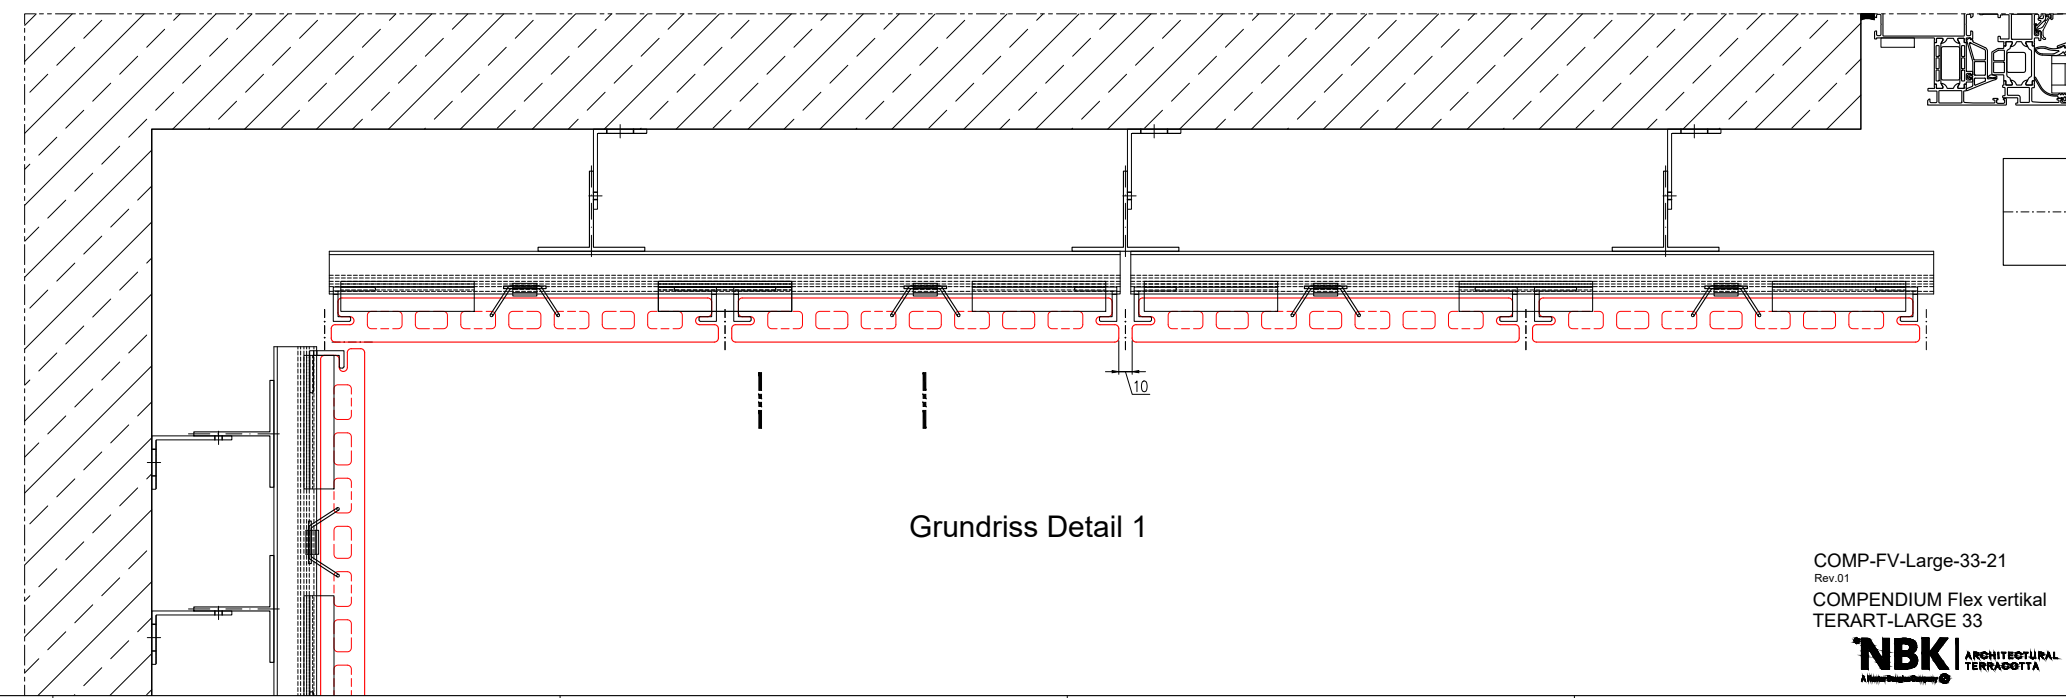 10
Grundriss Detail 1
COMP-FV-Large-33-21
Rev.01
COMPENDIUM Flex vertikal
TERART-LARGE 33
NBK
ARCHITECTURAL
TERRACOTTA